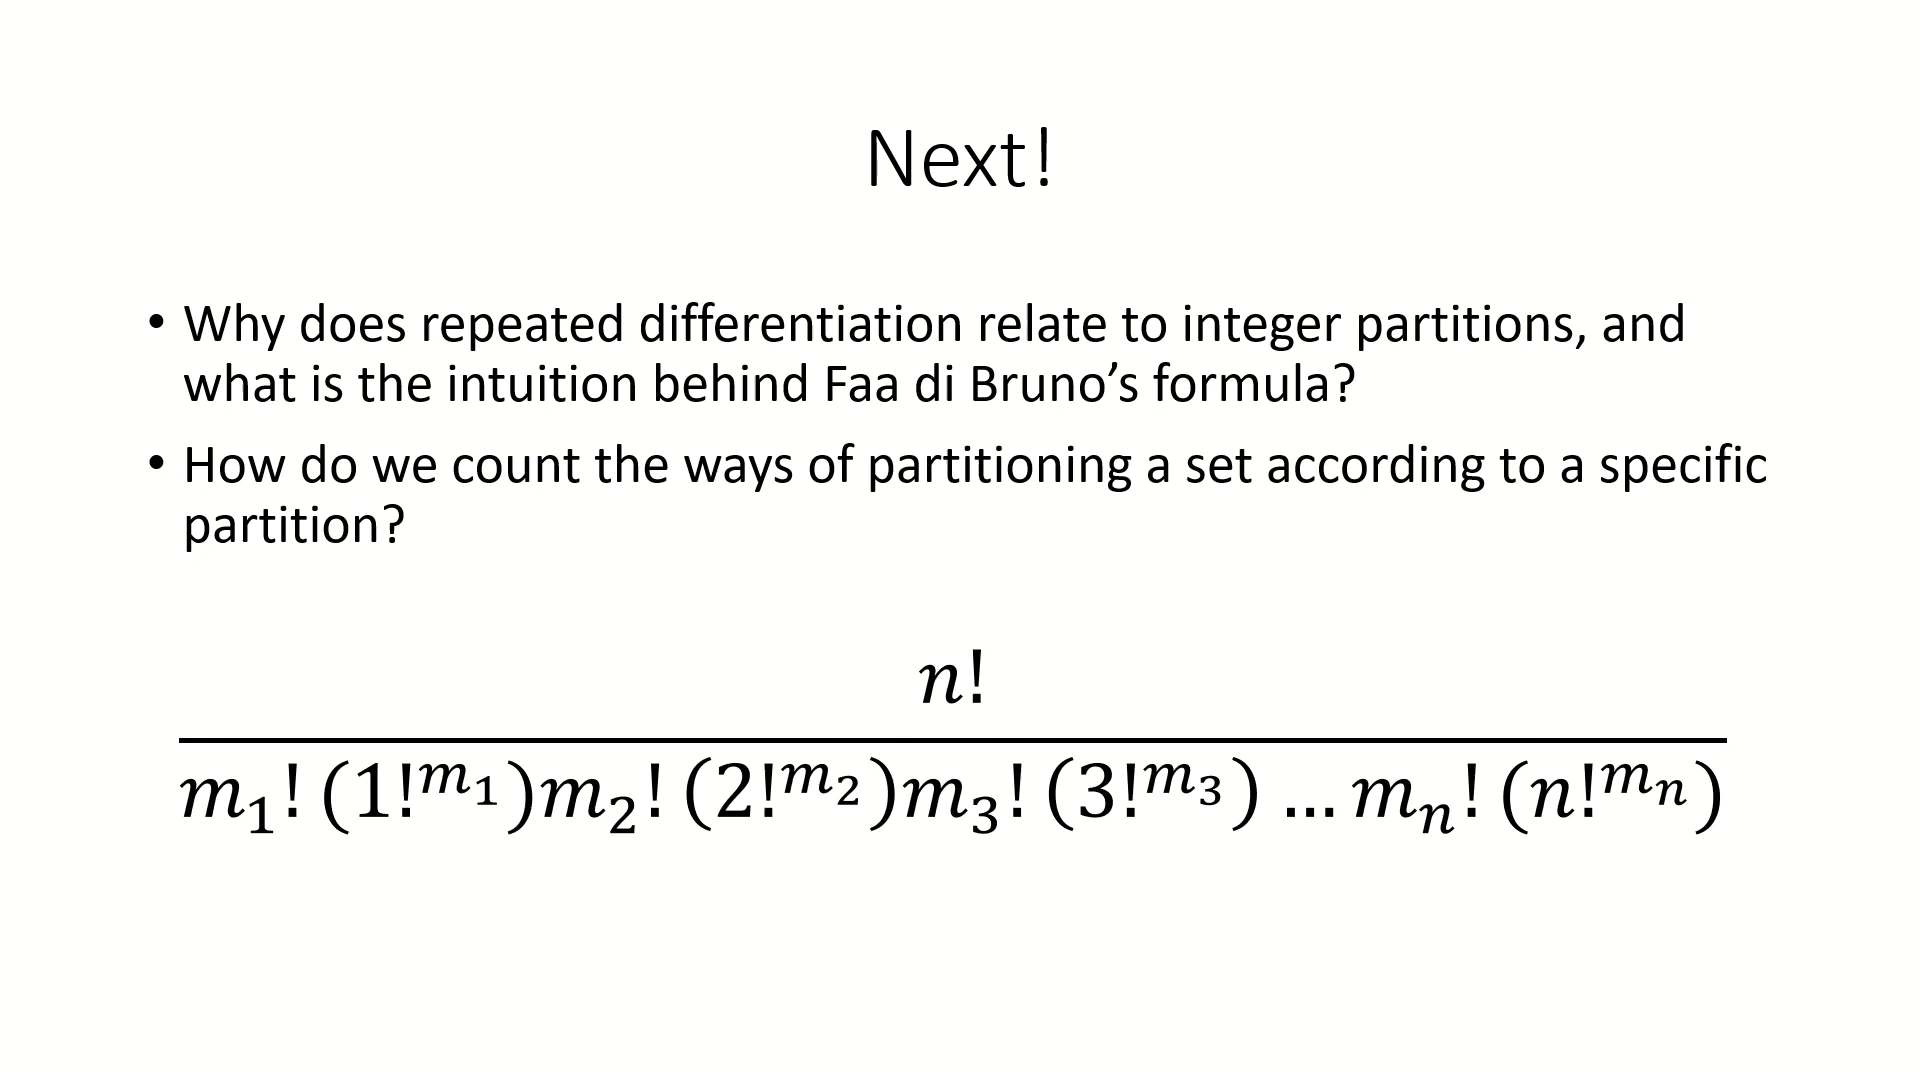 Next!
• Why does repeated differentiation relate to integer partitions, and
what is the intuition behind Faa di Bruno’s formula?
• How do we count the ways of partitioning a set according to a specific
partition?
𝑛!
𝑚₁! (1!^𝑚₁)𝑚₂! (2!^𝑚₂)𝑚₃! (3!^𝑚₃) … 𝑚ₙ! (𝑛!^𝑚ₙ)